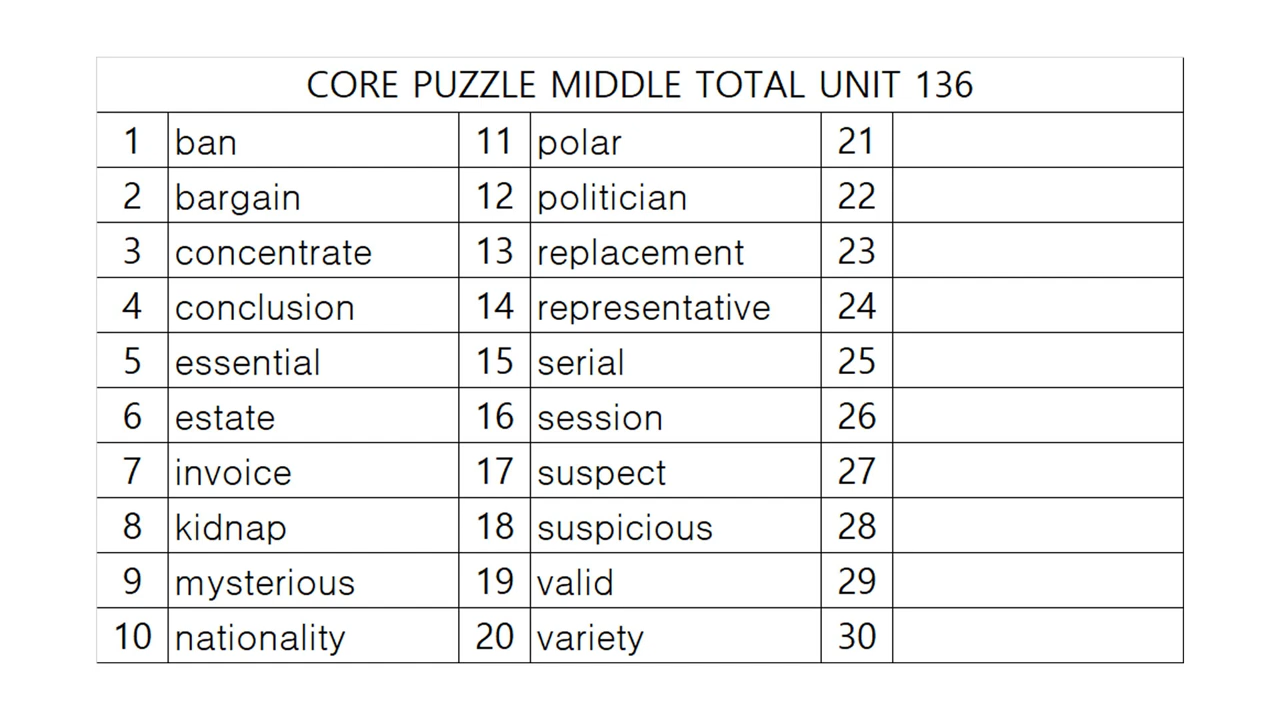 CORE PUZZLE MIDDLE TOTAL UNIT 136
1 ban 11 polar 21
2 bargain 12 politician 22
3 concentrate 13 replacement 23
4 conclusion 14 representative 24
5 essential 15 serial 25
6 estate 16 session 26
7 invoice 17 suspect 27
8 kidnap 18 suspicious 28
9 mysterious 19 valid 29
10 nationality 20 variety 30